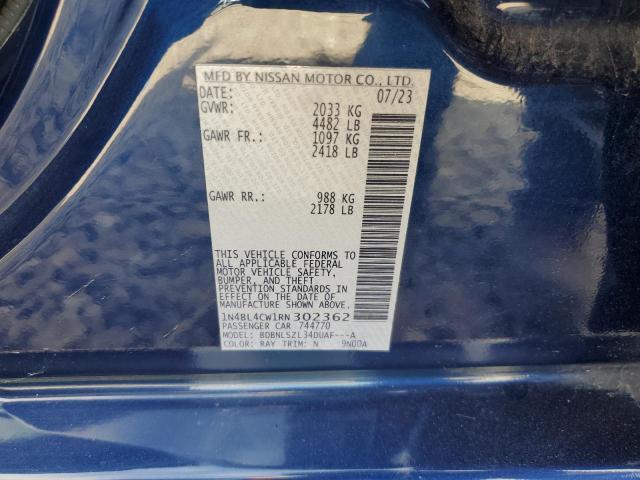 MFD BY NISSAN MOTOR CO., LTD.
DATE: 07/23
GVWR: 2033 KG
4482 LB
GAWR FR.: 1097 KG
2418 LB
GAWR RR.: 988 KG
2178 LB
THIS VEHICLE CONFORMS TO
ALL APPLICABLE FEDERAL
MOTOR VEHICLE SAFETY,
BUMPER, AND THEFT
PREVENTION STANDARDS IN
EFFECT ON THE DATE OF
MANUFACTURE SHOWN ABOVE.
1N4BL4CW1RN302362
PASSENGER CAR 744770
MODEL: BDBNLSZL34DUAF---A
COLOR: RAY TRIM: N 9N00A